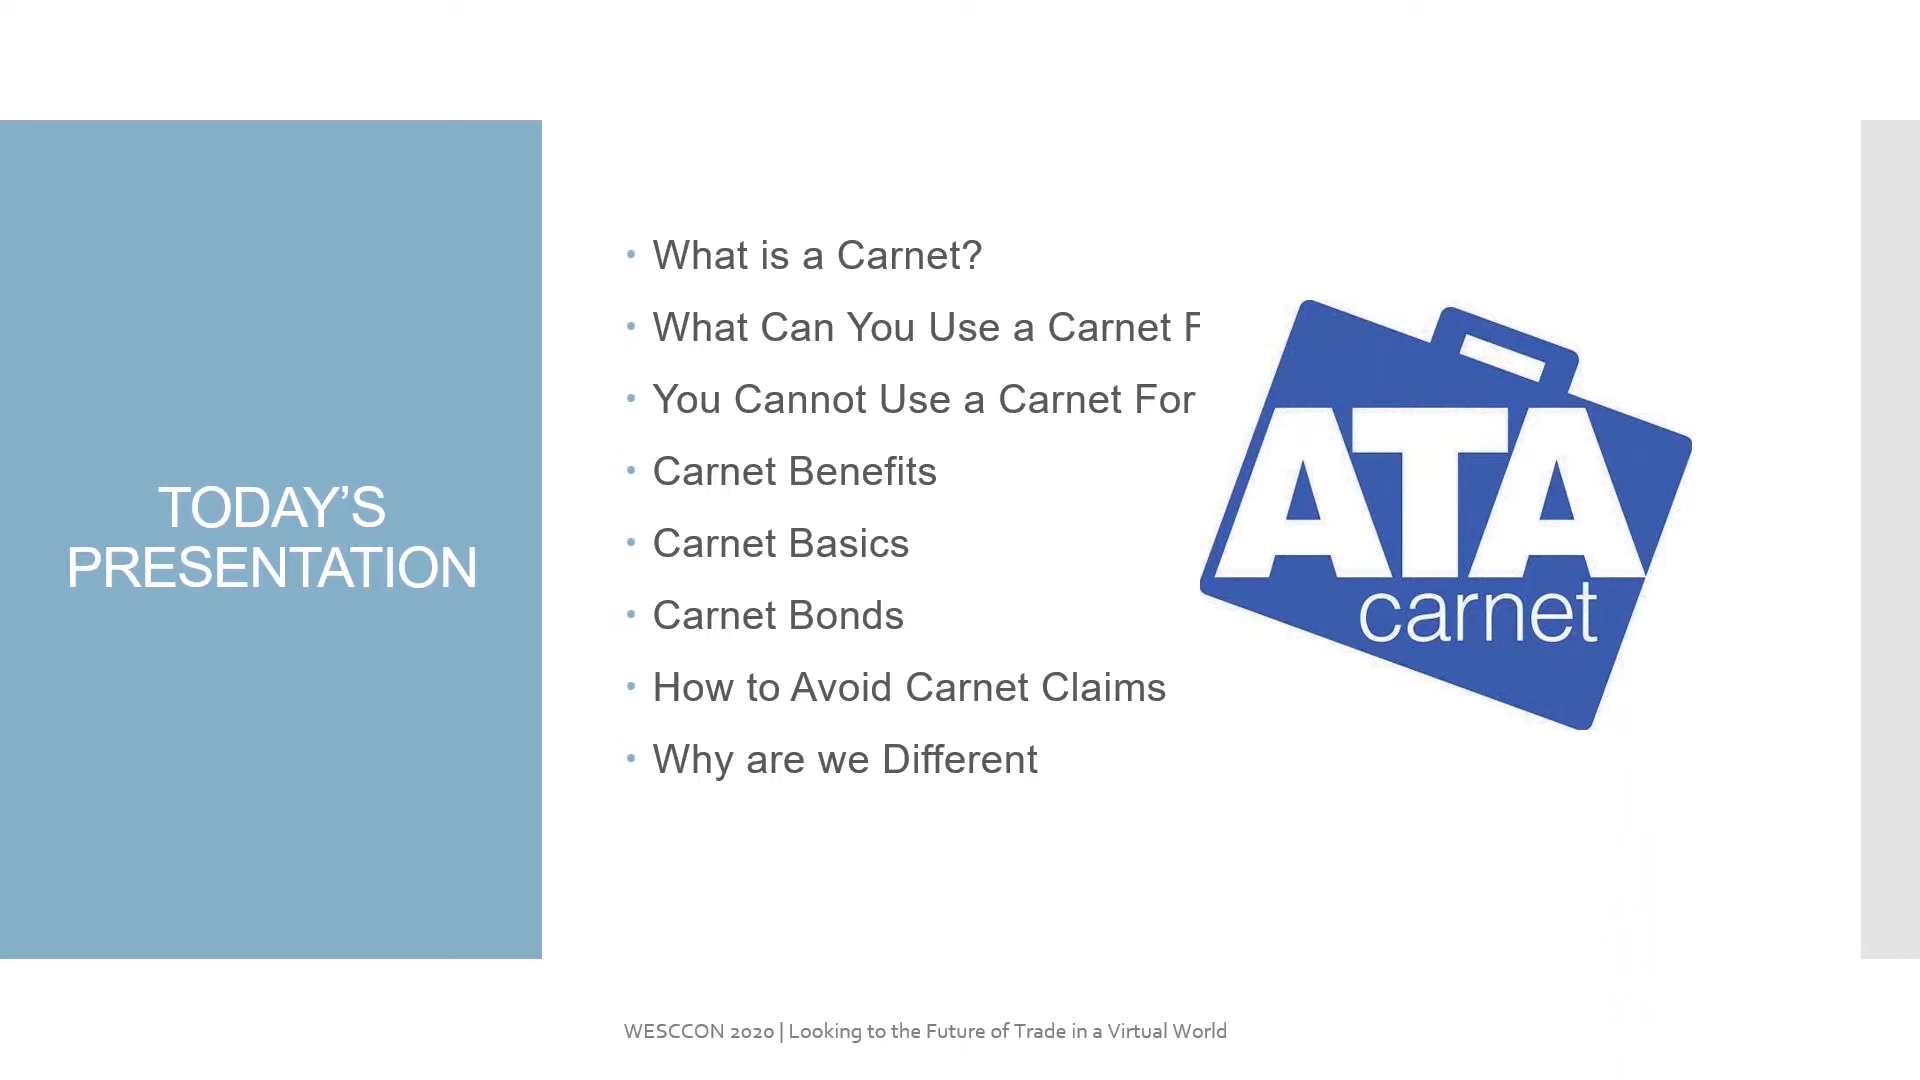 TODAY’S
PRESENTATION
• What is a Carnet?
• What Can You Use a Carnet F
• You Cannot Use a Carnet For
• Carnet Benefits
• Carnet Basics
• Carnet Bonds
• How to Avoid Carnet Claims
• Why are we Different
ATA
carnet
WESCCON 2020 | Looking to the Future of Trade in a Virtual World